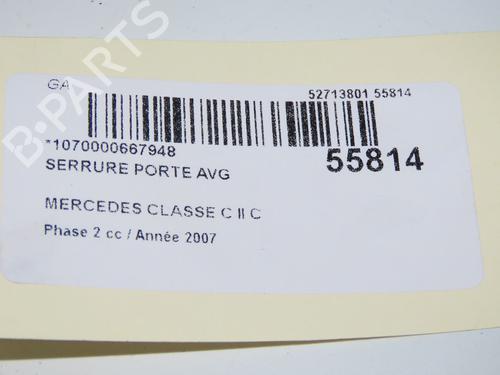 GA
52713801 55814
*1070000667948
55814
SERRURE PORTE AVG
MERCEDES CLASSE C II C
Phase 2 cc / Année 2007
B-PARTS